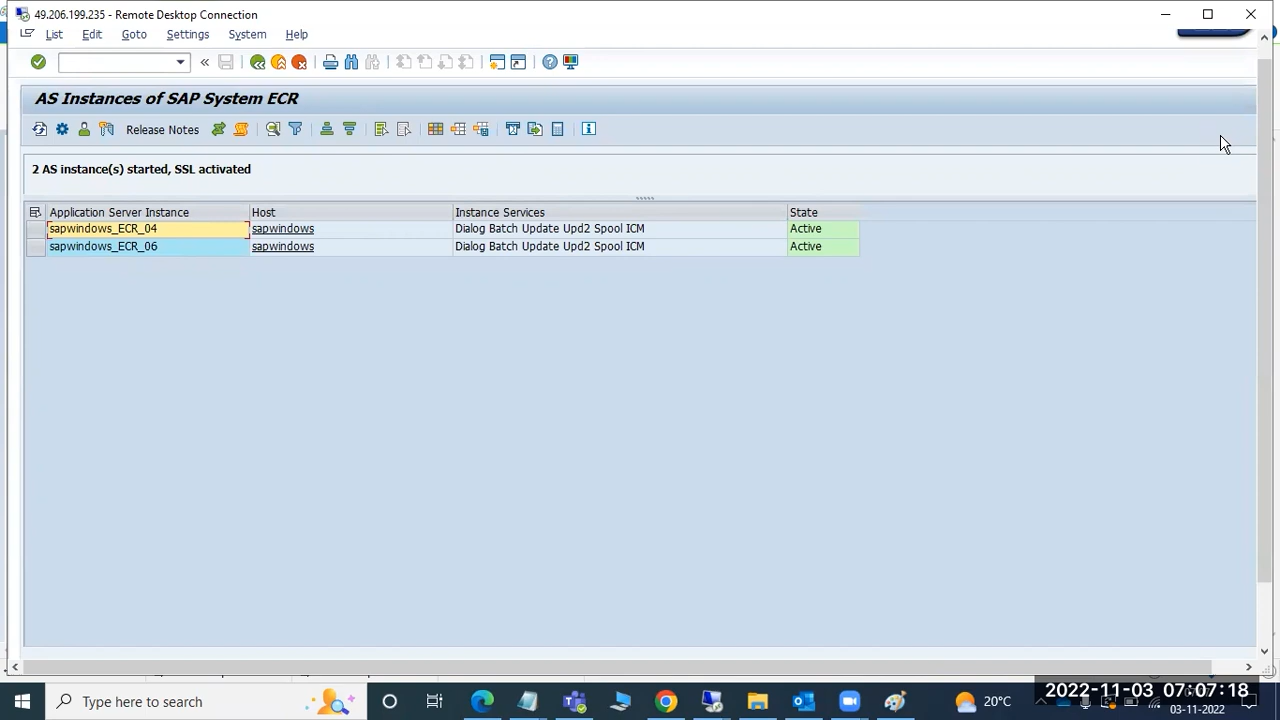 49.206.199.235 - Remote Desktop Connection
List Edit Goto Settings System Help
AS Instances of SAP System ECR
Release Notes
2 AS instance(s) started, SSL activated
Application Server Instance Host Instance Services State
sapwindows_ECR_04 sapwindows Dialog Batch Update Upd2 Spool ICM Active
sapwindows_ECR_06 sapwindows Dialog Batch Update Upd2 Spool ICM Active
Type here to search
20°C
2022-11-03 07:07:18
03-11-2022